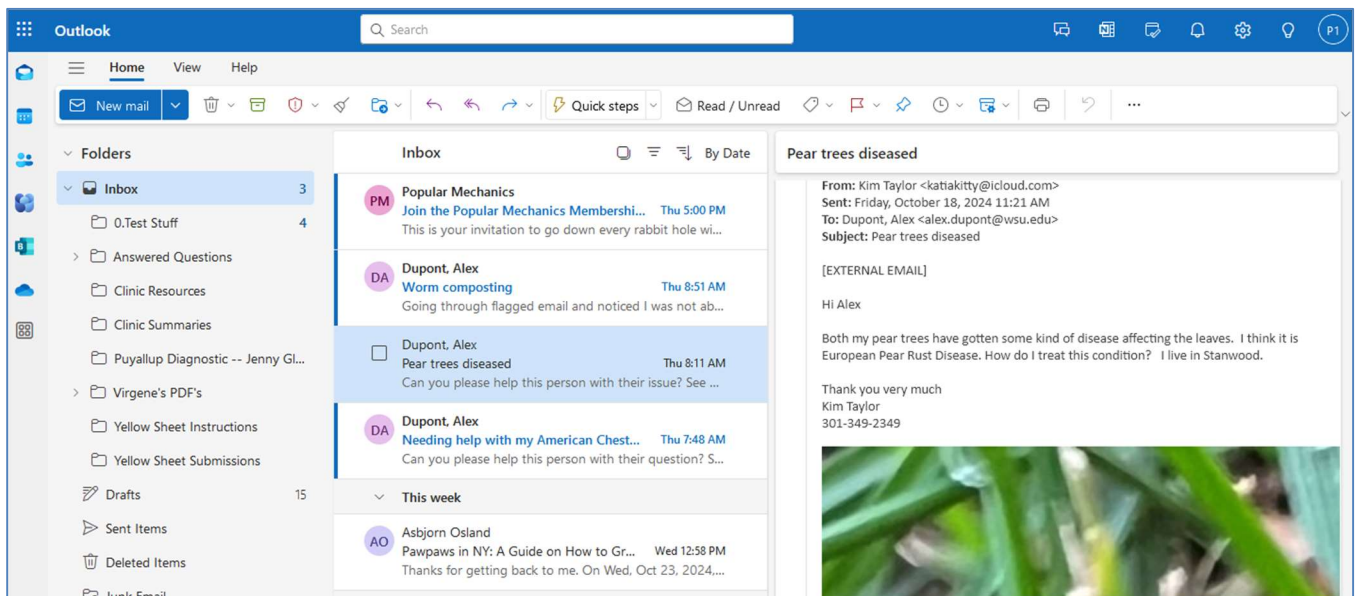 Outlook
Search
P1
Home View Help
New mail Quick steps Read / Unread
Folders
Inbox 3
0.Test Stuff 4
Answered Questions
Clinic Resources
Clinic Summaries
Puyallup Diagnostic -- Jenny Gl...
Virgene's PDF's
Yellow Sheet Instructions
Yellow Sheet Submissions
Drafts 15
Sent Items
Deleted Items
Junk Email
Inbox By Date
PM
Popular Mechanics
Join the Popular Mechanics Membershi... Thu 5:00 PM
This is your invitation to go down every rabbit hole wi...
DA
Dupont, Alex
Worm composting Thu 8:51 AM
Going through flagged email and noticed I was not ab...
Dupont, Alex
Pear trees diseased Thu 8:11 AM
Can you please help this person with their issue? See ...
DA
Dupont, Alex
Needing help with my American Chest... Thu 7:48 AM
Can you please help this person with their question? S...
This week
AO
Asbjorn Osland
Pawpaws in NY: A Guide on How to Gr... Wed 12:58 PM
Thanks for getting back to me. On Wed, Oct 23, 2024,...
Pear trees diseased
From: Kim Taylor <katiakitty@icloud.com>
Sent: Friday, October 18, 2024 11:21 AM
To: Dupont, Alex <alex.dupont@wsu.edu>
Subject: Pear trees diseased
[EXTERNAL EMAIL]
Hi Alex
Both my pear trees have gotten some kind of disease affecting the leaves. I think it is
European Pear Rust Disease. How do I treat this condition? I live in Stanwood.
Thank you very much
Kim Taylor
301-349-2349